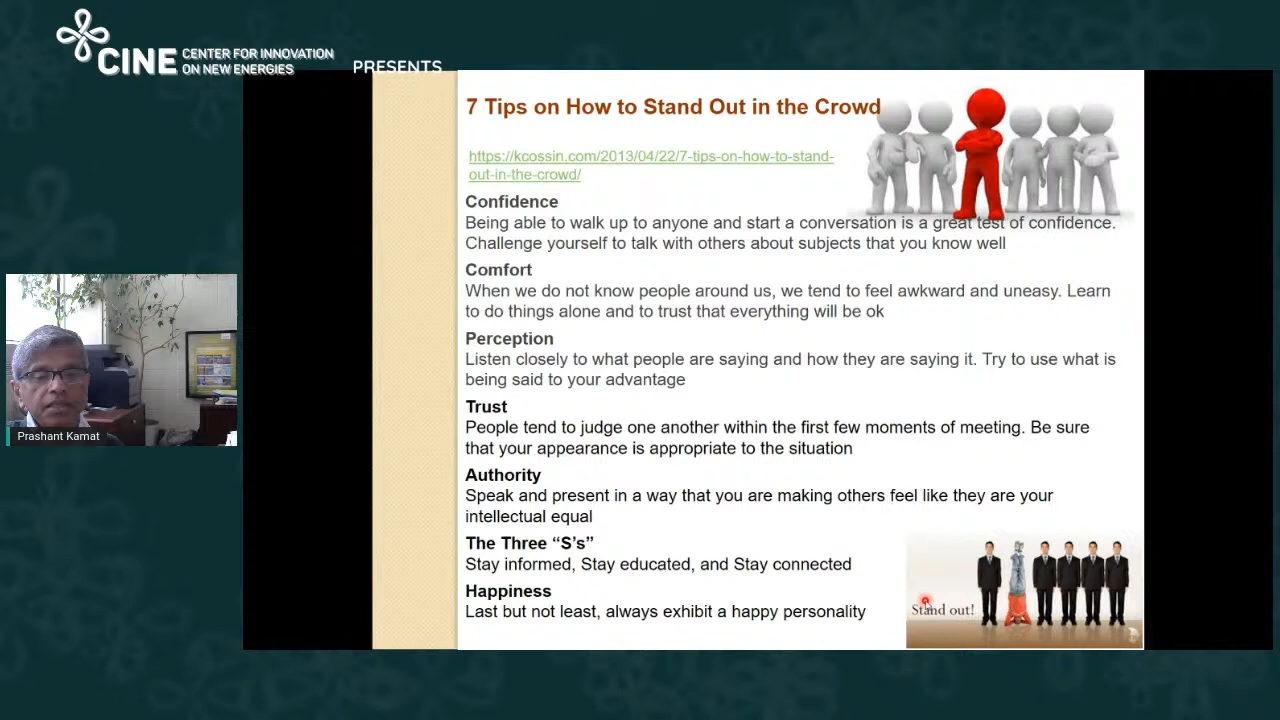 CINE CENTER FOR INNOVATION
ON NEW ENERGIES
PRESENTS
7 Tips on How to Stand Out in the Crowd
https://kcossin.com/2013/04/22/7-tips-on-how-to-stand-
out-in-the-crowd/
Confidence
Being able to walk up to anyone and start a conversation is a great test of confidence.
Challenge yourself to talk with others about subjects that you know well
Comfort
When we do not know people around us, we tend to feel awkward and uneasy. Learn
to do things alone and to trust that everything will be ok
Perception
Listen closely to what people are saying and how they are saying it. Try to use what is
being said to your advantage
Trust
People tend to judge one another within the first few moments of meeting. Be sure
that your appearance is appropriate to the situation
Authority
Speak and present in a way that you are making others feel like they are your
intellectual equal
The Three “S’s”
Stay informed, Stay educated, and Stay connected
Happiness
Last but not least, always exhibit a happy personality
Stand out!
Prashant Kamat